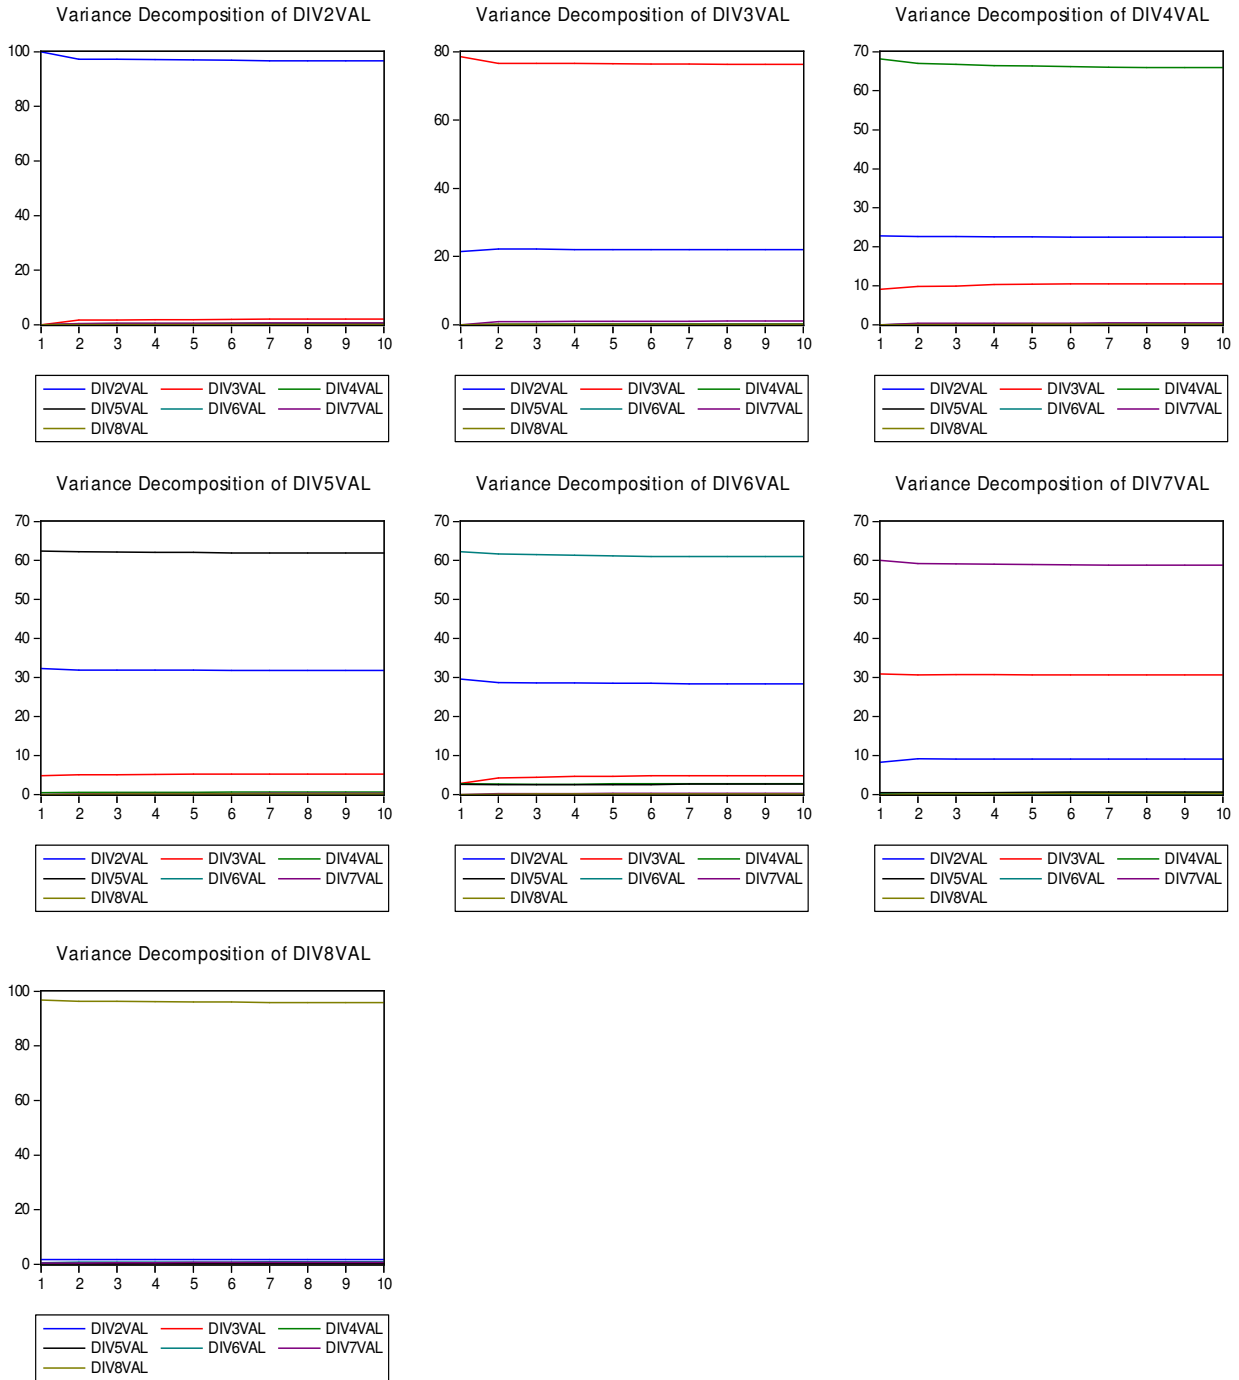 Variance Decomposition of DIV2VAL
100
80
60
40
20
0
1 2 3 4 5 6 7 8 9 10
DIV2VAL DIV3VAL DIV4VAL
DIV5VAL DIV6VAL DIV7VAL
DIV8VAL
Variance Decomposition of DIV3VAL
80
60
40
20
0
1 2 3 4 5 6 7 8 9 10
DIV2VAL DIV3VAL DIV4VAL
DIV5VAL DIV6VAL DIV7VAL
DIV8VAL
Variance Decomposition of DIV4VAL
70
60
50
40
30
20
10
0
1 2 3 4 5 6 7 8 9 10
DIV2VAL DIV3VAL DIV4VAL
DIV5VAL DIV6VAL DIV7VAL
DIV8VAL
Variance Decomposition of DIV5VAL
70
60
50
40
30
20
10
0
1 2 3 4 5 6 7 8 9 10
DIV2VAL DIV3VAL DIV4VAL
DIV5VAL DIV6VAL DIV7VAL
DIV8VAL
Variance Decomposition of DIV6VAL
70
60
50
40
30
20
10
0
1 2 3 4 5 6 7 8 9 10
DIV2VAL DIV3VAL DIV4VAL
DIV5VAL DIV6VAL DIV7VAL
DIV8VAL
Variance Decomposition of DIV7VAL
70
60
50
40
30
20
10
0
1 2 3 4 5 6 7 8 9 10
DIV2VAL DIV3VAL DIV4VAL
DIV5VAL DIV6VAL DIV7VAL
DIV8VAL
Variance Decomposition of DIV8VAL
100
80
60
40
20
0
1 2 3 4 5 6 7 8 9 10
DIV2VAL DIV3VAL DIV4VAL
DIV5VAL DIV6VAL DIV7VAL
DIV8VAL